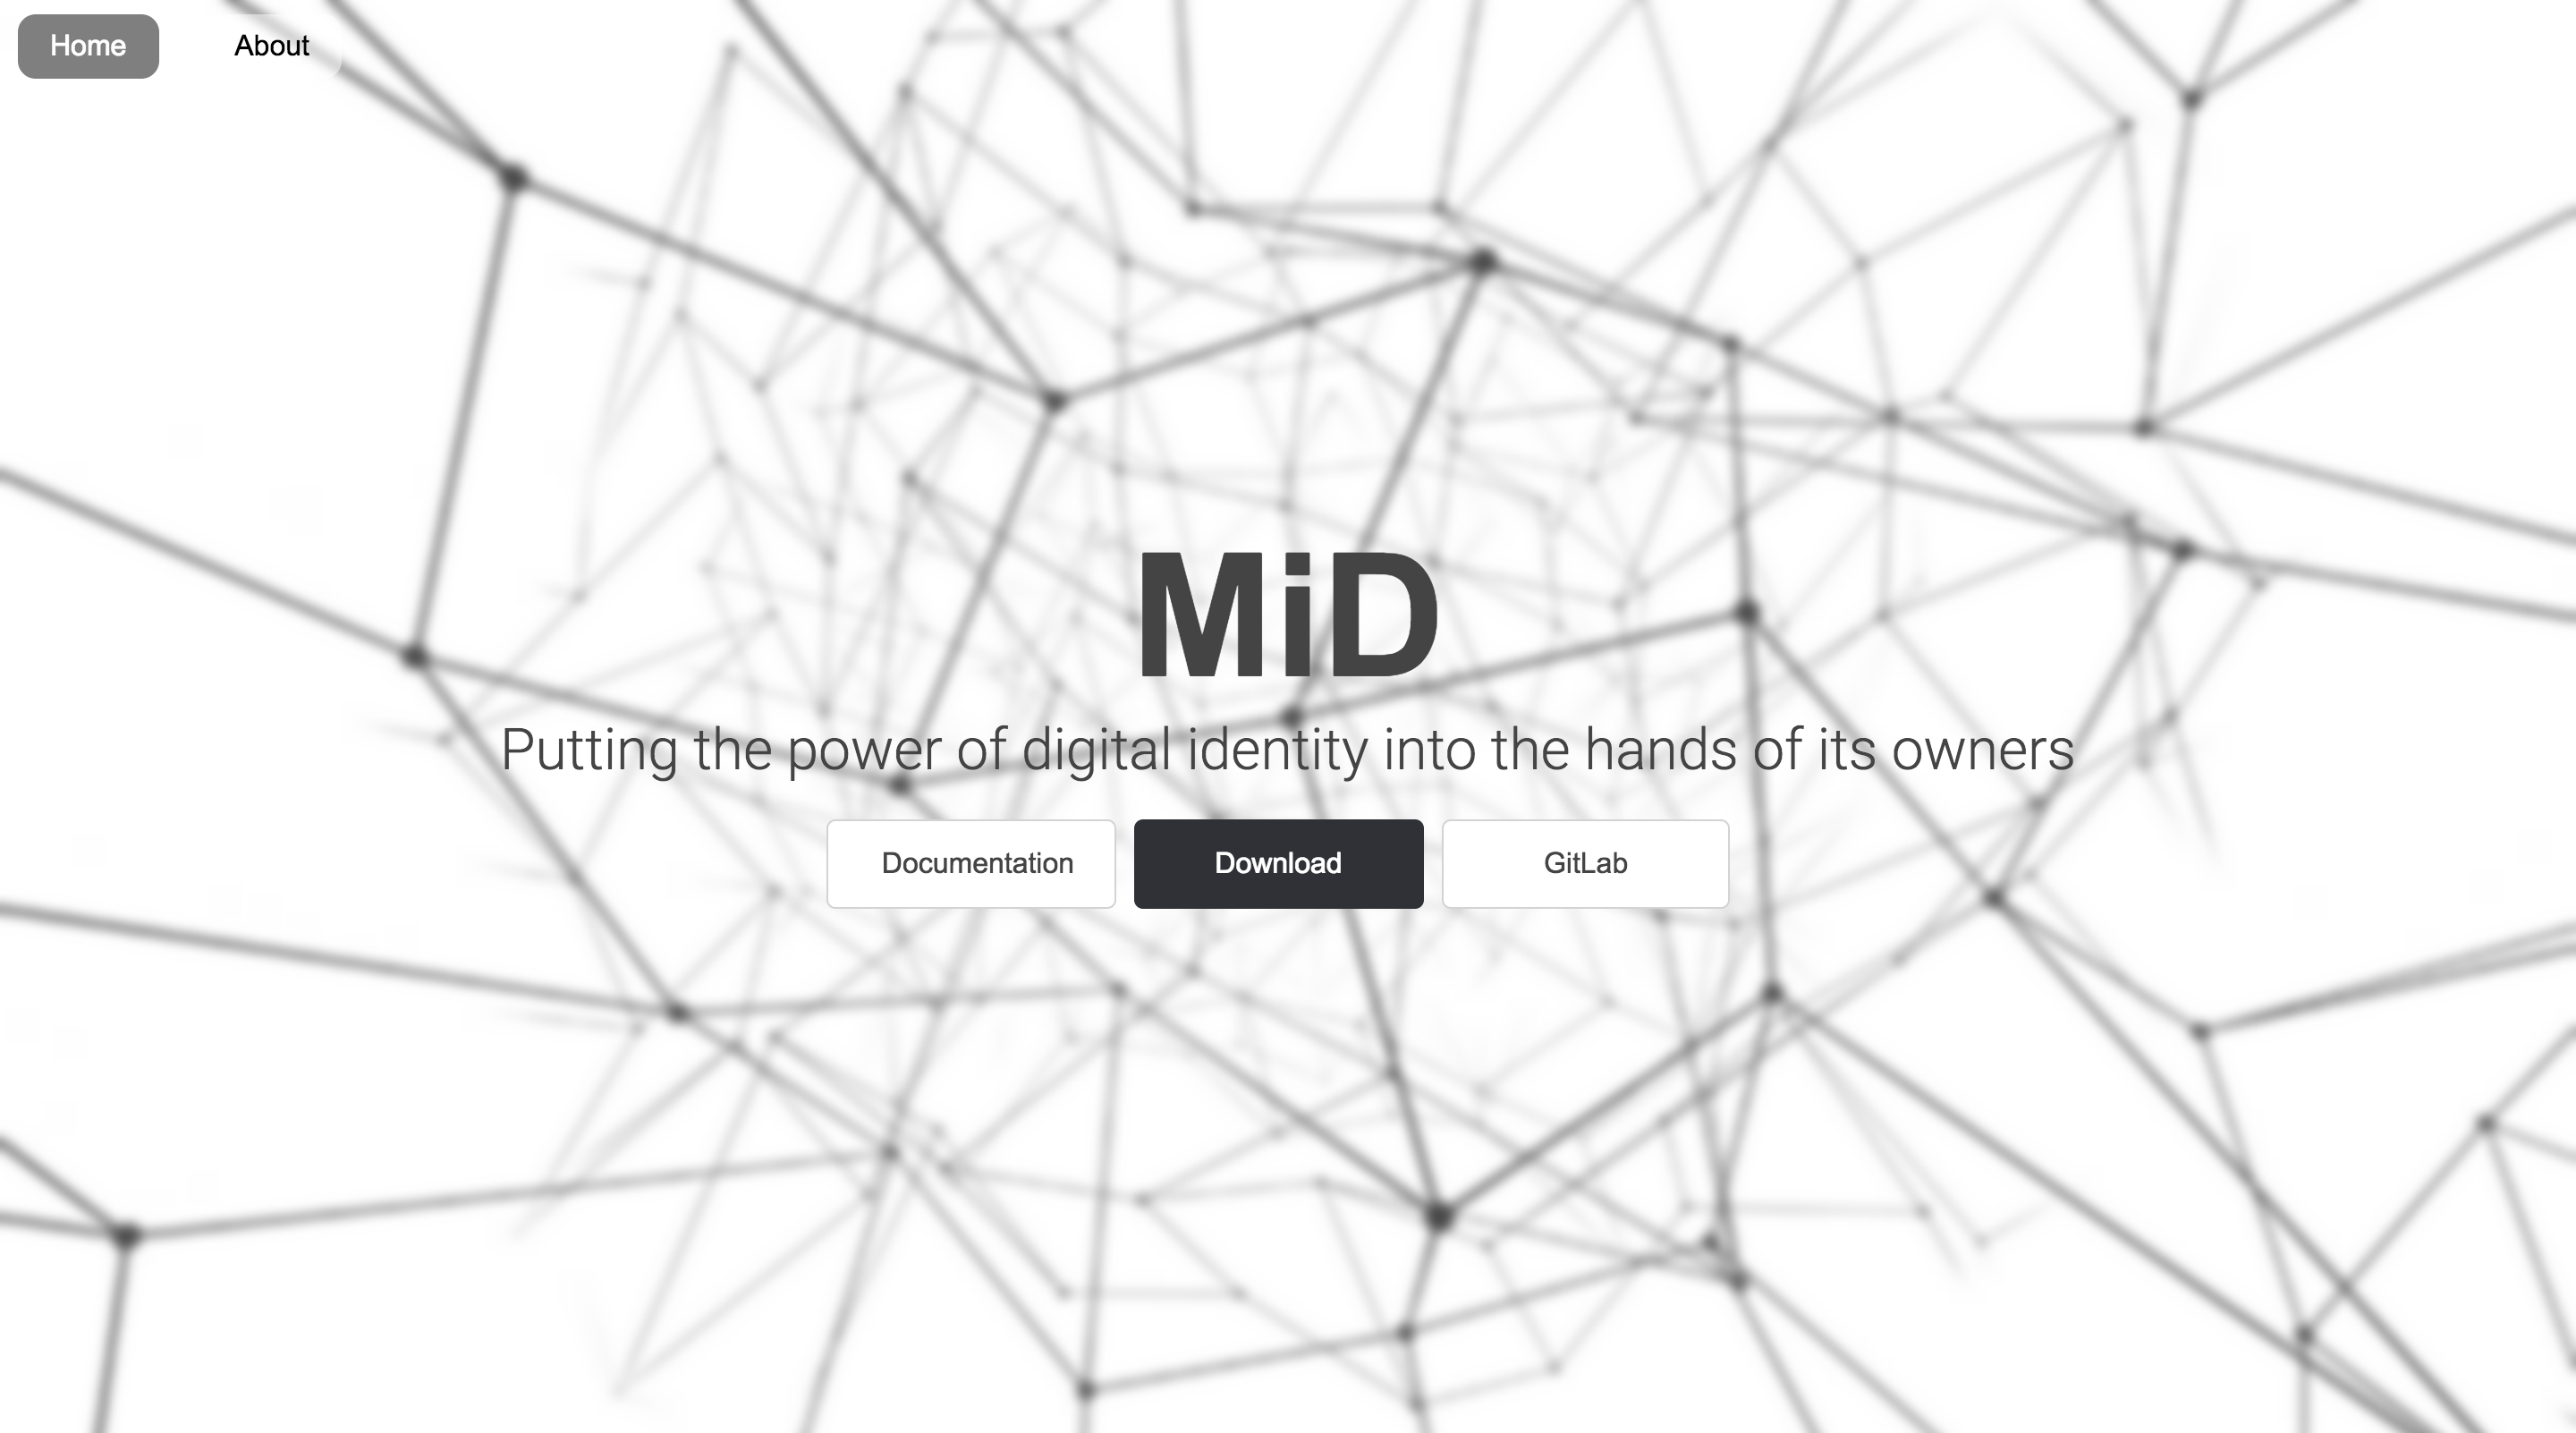 Home About
MiD
Putting the power of digital identity into the hands of its owners
Documentation Download GitLab